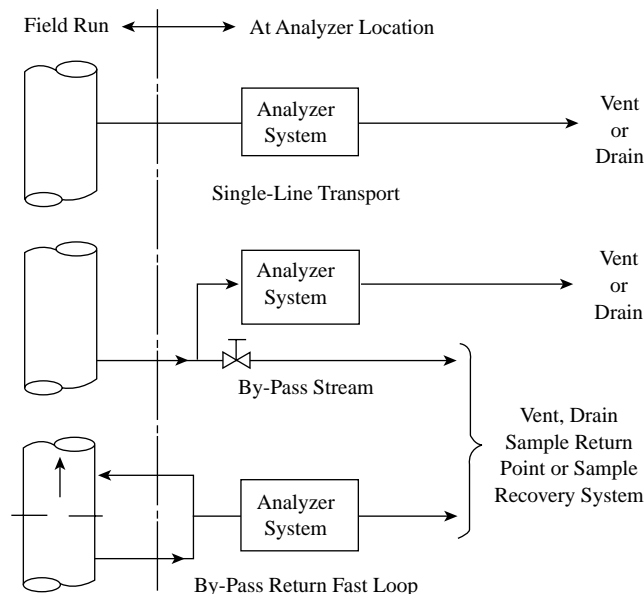 Field Run
At Analyzer Location
Analyzer
System
Vent
or
Drain
Single-Line Transport
Analyzer
System
Vent
or
Drain
By-Pass Stream
Vent, Drain
Sample Return
Point or Sample
Recovery System
Analyzer
System
By-Pass Return Fast Loop